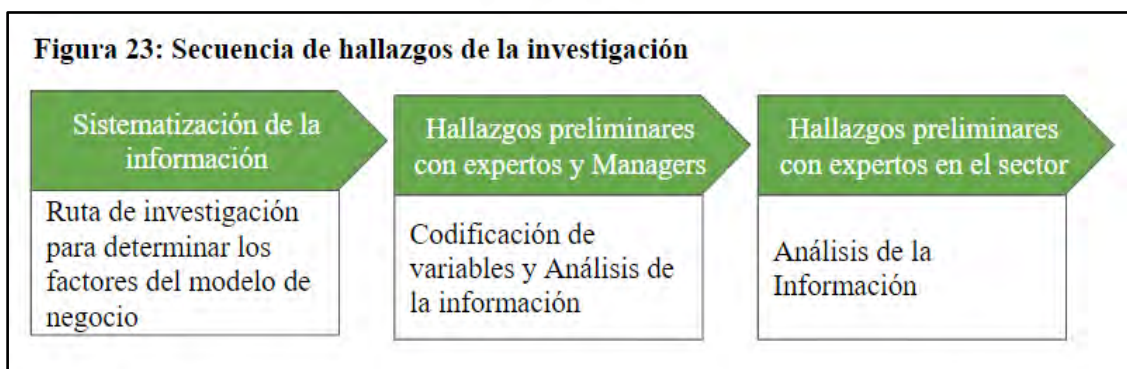 Figura 23: Secuencia de hallazgos de la investigación
Sistematización de la
información
Ruta de investigación
para determinar los
factores del modelo de
negocio
Hallazgos preliminares
con expertos y Managers
Codificación de
variables y Análisis de
la información
Hallazgos preliminares
con expertos en el sector
Análisis de la
Información